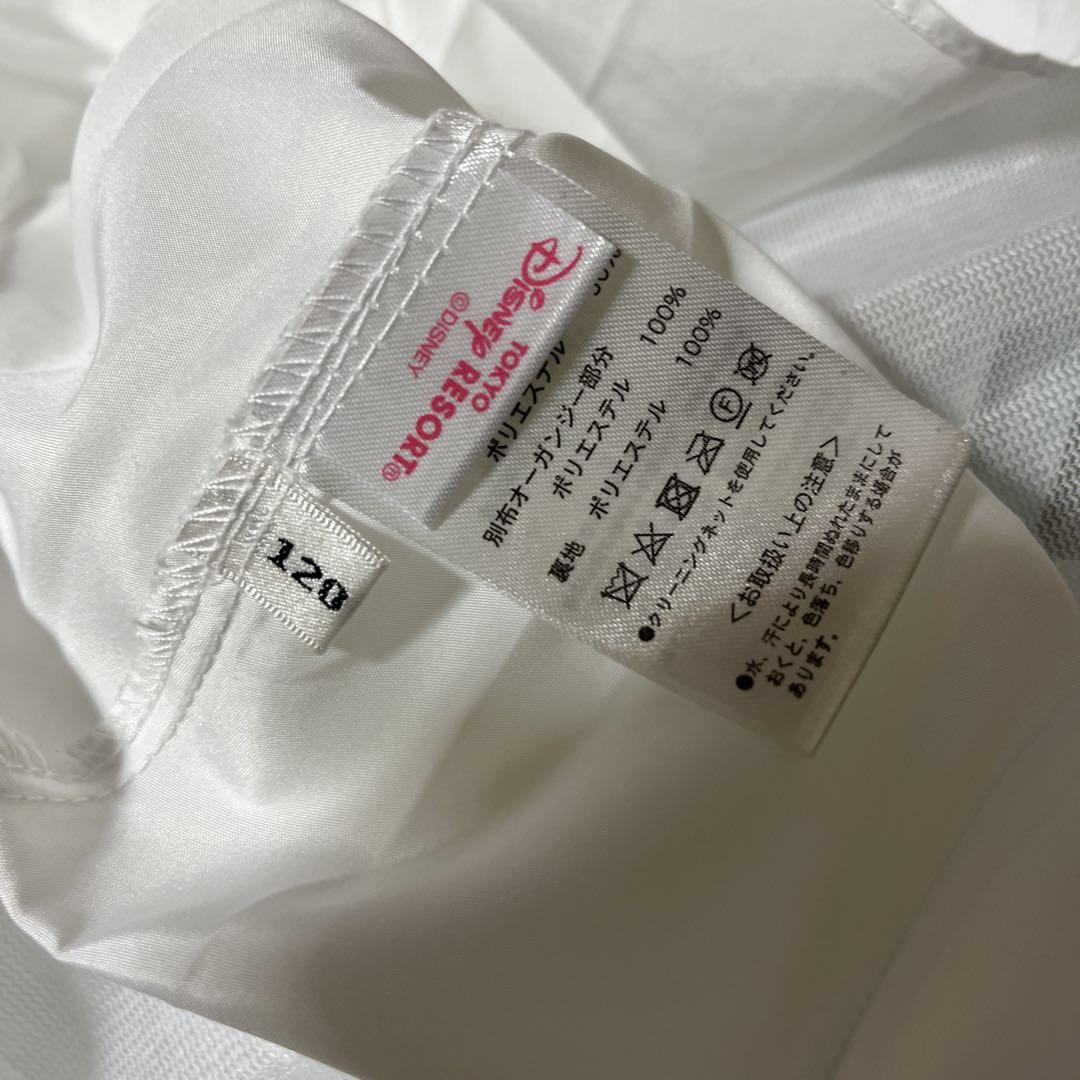 Disney
TOKYO
Disney RESORT®
©DISNEY
120
ポリエステル
別布オーガンジー部分
ポリエステル 100%
裏地 ポリエステル 100%
F W
●クリーニングネットを使用してください。
<お取扱い上の注意>
●水、汗により長時間ぬれたままにして
おくと、色落ち、色移りする場合が
あります。